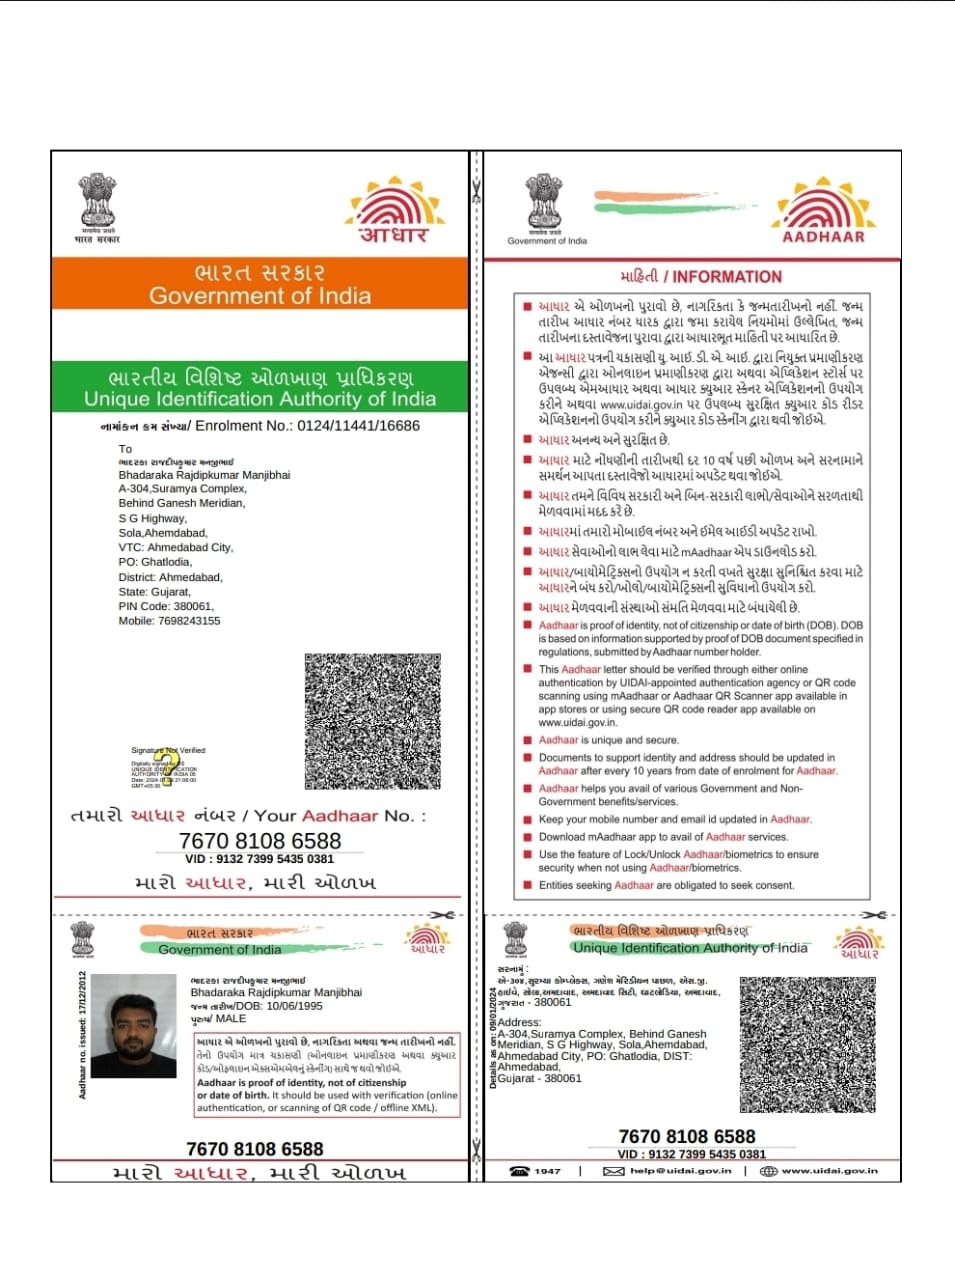 भारत सरकार
आधार
ભારત સરકાર
Government of India
ભારતીય વિશિષ્ટ ઓળખાણ પ્રાધિકરણ
Unique Identification Authority of India
નામાંકન ક્રમ સંખ્યા/ Enrolment No.: 0124/11441/16686
To
ભાદરકા રાજદીપકુમાર મનજીભાઈ
Bhadaraka Rajdipkumar Manjibhai
A-304,Suramya Complex,
Behind Ganesh Meridian,
S G Highway,
Sola,Ahemdabad,
VTC: Ahmedabad City,
PO: Ghatlodia,
District: Ahmedabad,
State: Gujarat,
PIN Code: 380061,
Mobile: 7698243155
Signature Not Verified
Digitally signed by DS
UNIQUE IDENTIFICATION
AUTHORITY OF INDIA 05
GMT+05:30
તમારો આધાર નંબર / Your Aadhaar No. :
7670 8108 6588
VID : 9132 7399 5435 0381
મારો આધાર, મારી ઓળખ
Government of India
AADHAAR
માહિતી / INFORMATION
આધાર એ ઓળખનો પુરાવો છે, નાગરિકતા કે જન્મતારીખનો નહીં. જન્મ
તારીખ આધાર નંબર ધારક દ્વારા જમા કરાયેલ નિયમોમાં ઉલ્લેખિત, જન્મ
તારીખના દસ્તાવેજના પુરાવા દ્વારા આધારભૂત માહિતી પર આધારિત છે.
આ આધાર પત્રની ચકાસણી યુ. આઈ. ડી. એ. આઈ. દ્વારા નિયુક્ત પ્રમાણીકરણ
એજન્સી દ્વારા ઓનલાઇન પ્રમાણીકરણ દ્વારા અથવા એપ્લિકેશન સ્ટોર્સ પર
ઉપલબ્ધ એમઆધાર અથવા આધાર ક્યુઆર સ્કેનર એપ્લિકેશનનો ઉપયોગ
કરીને અથવા www.uidai.gov.in પર ઉપલબ્ધ સુરક્ષિત ક્યુઆર કોડ રીડર
એપ્લિકેશનનો ઉપયોગ કરીને ક્યુઆર કોડ સ્કેનીંગ દ્વારા થવી જોઈએ.
આધાર અનન્ય અને સુરક્ષિત છે.
આધાર માટે નોંધણીની તારીખથી દર 10 વર્ષ પછી ઓળખ અને સરનામાને
સમર્થન આપતા દસ્તાવેજો આધારમાં અપડેટ થવા જોઈએ.
આધાર તમને વિવિધ સરકારી અને બિન-સરકારી લાભો/સેવાઓને સરળતાથી
મેળવવામાં મદદ કરે છે.
આધારમાં તમારો મોબાઈલ નંબર અને ઈમેલ આઈડી અપડેટ રાખો.
આધાર સેવાઓનો લાભ લેવા માટે mAadhaar એપ ડાઉનલોડ કરો.
આધાર/બાયોમેટ્રિક્સનો ઉપયોગ ન કરતી વખતે સુરક્ષા સુનિશ્ચિત કરવા માટે
આધારને બંધ કરો/ખોલો/બાયોમેટ્રિક્સની સુવિધાનો ઉપયોગ કરો.
આધાર મેળવવાની સંસ્થાઓ સંમતિ મેળવવા માટે બંધાયેલી છે.
Aadhaar is proof of identity, not of citizenship or date of birth (DOB). DOB
is based on information supported by proof of DOB document specified in
regulations, submitted by Aadhaar number holder.
This Aadhaar letter should be verified through either online
authentication by UIDAI-appointed authentication agency or QR code
scanning using mAadhaar or Aadhaar QR Scanner app available in
app stores or using secure QR code reader app available on
www.uidai.gov.in.
Aadhaar is unique and secure.
Documents to support identity and address should be updated in
Aadhaar after every 10 years from date of enrolment for Aadhaar.
Aadhaar helps you avail of various Government and Non-
Government benefits/services.
Keep your mobile number and email id updated in Aadhaar.
Download mAadhaar app to avail of Aadhaar services.
Use the feature of Lock/Unlock Aadhaar/biometrics to ensure
security when not using Aadhaar/biometrics.
Entities seeking Aadhaar are obligated to seek consent.
ભારત સરકાર
Government of India
આધાર
Aadhaar no. issued: 17/12/2012
ભાદરકા રાજદીપકુમાર મનજીભાઈ
Bhadaraka Rajdipkumar Manjibhai
જન્મ તારીખ/DOB: 10/06/1995
પુરુષ/ MALE
આધાર એ ઓળખનો પુરાવો છે, નાગરિકતા અથવા જન્મ તારીખનો નહીં.
તેનો ઉપયોગ માત્ર ચકાસણી (ઓનલાઇન પ્રમાણીકરણ અથવા ક્યુઆર
કોડ/ઓફલાઇન એક્સએમએલનું સ્કેનીંગ) સાથે જ થવો જોઈએ.
Aadhaar is proof of identity, not of citizenship
or date of birth. It should be used with verification (online
authentication, or scanning of QR code / offline XML).
7670 8108 6588
મારો આધાર, મારી ઓળખ
ભારતીય વિશિષ્ટ ઓળખાણ પ્રાધિકરણ
Unique Identification Authority of India
આધાર
Details as on: 09/01/2024
સરનામું :
એ-૩૦૪,સુરમ્યા કોમ્પ્લેક્સ, ગણેશ મેરિડીયન પાછળ, એસ.જી.
હાઈવે, સોલા,અમદાવાદ, અમદાવાદ સિટી, ઘાટલોડિયા, અમદાવાદ,
ગુજરાત - 380061
Address:
A-304,Suramya Complex, Behind Ganesh
Meridian, S G Highway, Sola,Ahemdabad,
Ahmedabad City, PO: Ghatlodia, DIST:
Ahmedabad,
Gujarat - 380061
7670 8108 6588
VID : 9132 7399 5435 0381
1947 | help@uidai.gov.in | www.uidai.gov.in